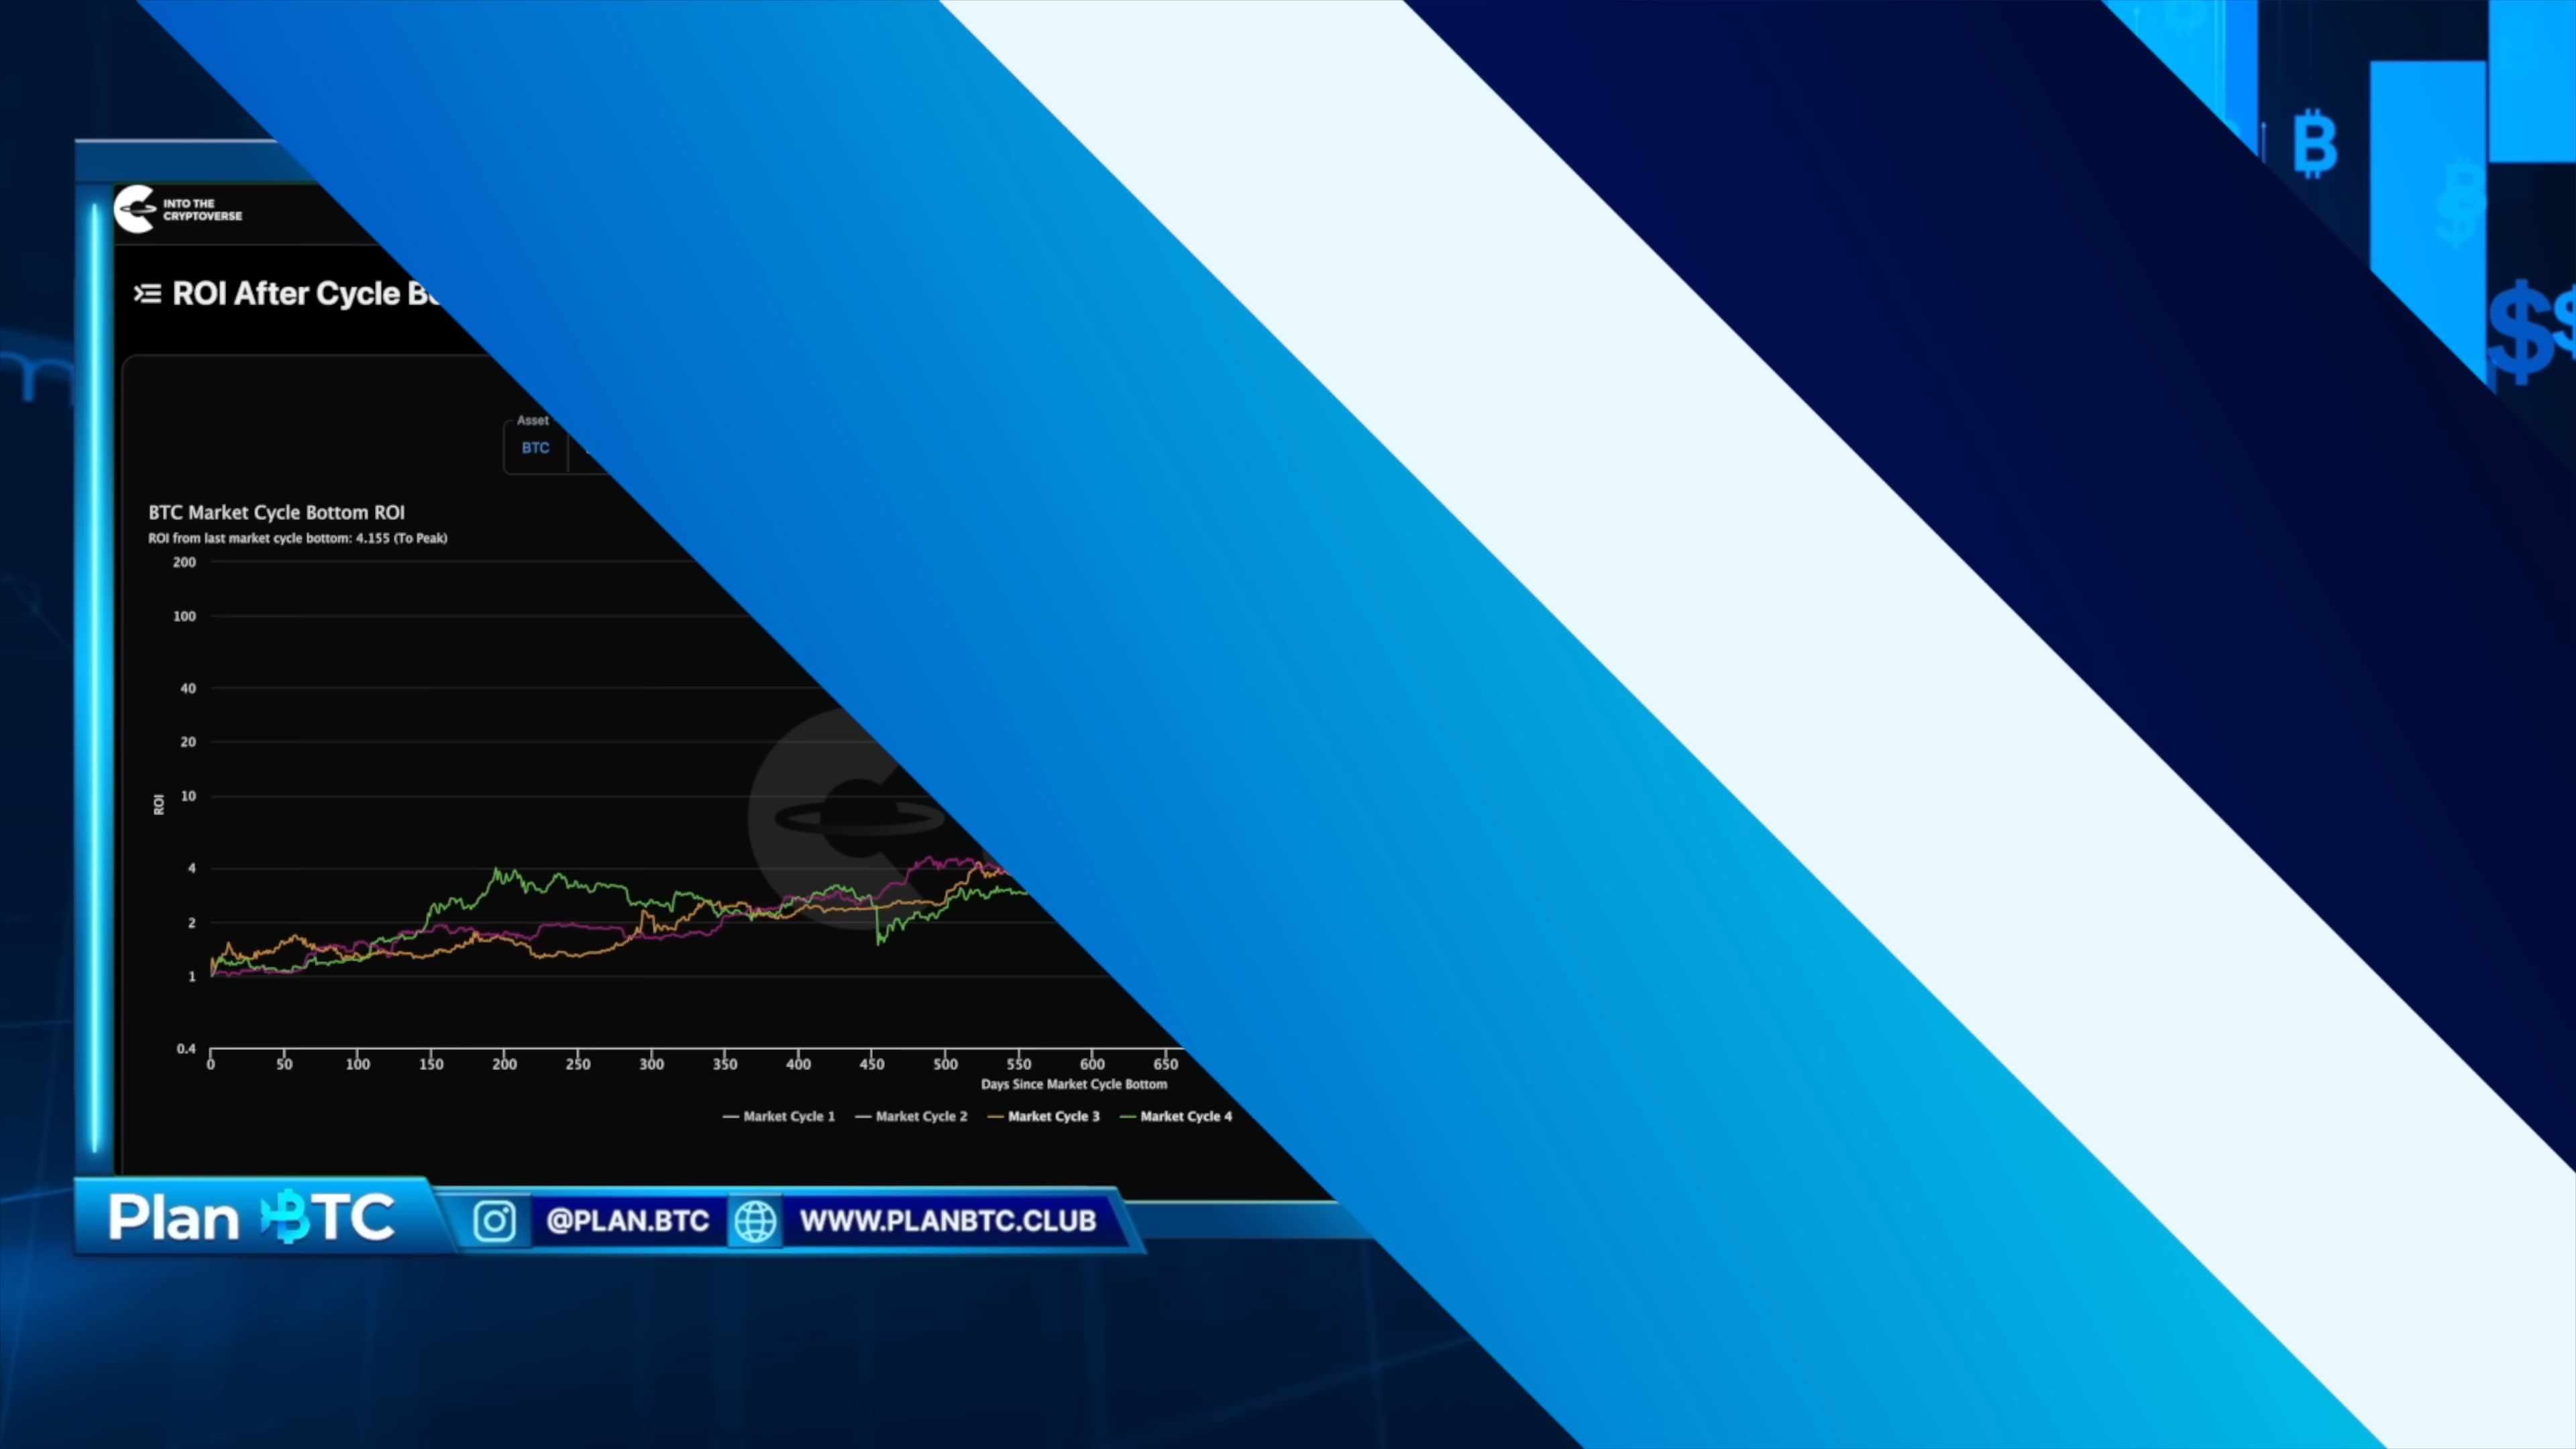 INTO THE
CRYPTOVERSE
ROI After Cycle
Asset
BTC
BTC Market Cycle Bottom ROI
ROI from last market cycle bottom: 4.155 (To Peak)
200
100
40
20
10
4
2
1
0.4
ROI
0 50 100 150 200 250 300 350 400 450 500 550 600 650
Days Since Market Cycle Bottom
Market Cycle 1 Market Cycle 2 Market Cycle 3 Market Cycle 4
Plan BTC @PLAN.BTC WWW.PLANBTC.CLUB
₿
$